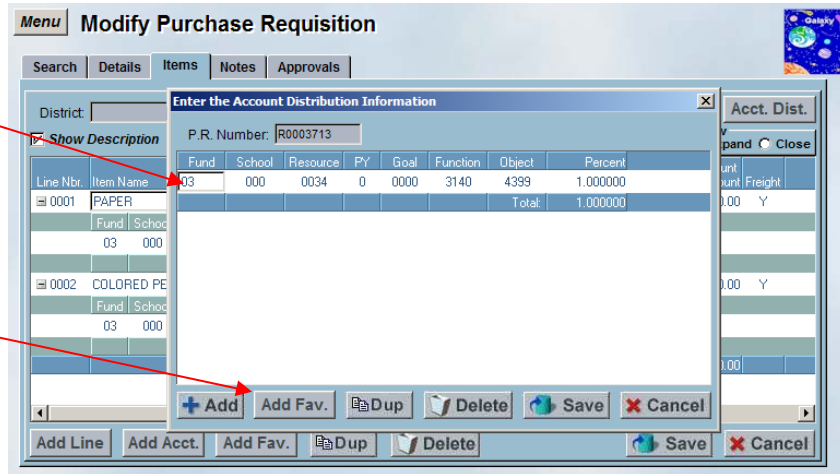 Menu Modify Purchase Requisition
Galaxy
Search Details Items Notes Approvals
District: Enter the Account Distribution Information Acct. Dist.
Show Description P.R. Number: R0003713 pand Close
Fund School Resource PY Goal Function Object Percent
03 000 0034 0 0000 3140 4399 1.000000
Total: 1.000000
Line Nbr. Item Name unt Freight
0001 PAPER 0.00 Y
Fund Schoo
03 000
0002 COLORED PE 0.00 Y
Fund Schoo
03 000
0.00
Add Add Fav. Dup Delete Save Cancel
Add Line Add Acct. Add Fav. Dup Delete Save Cancel